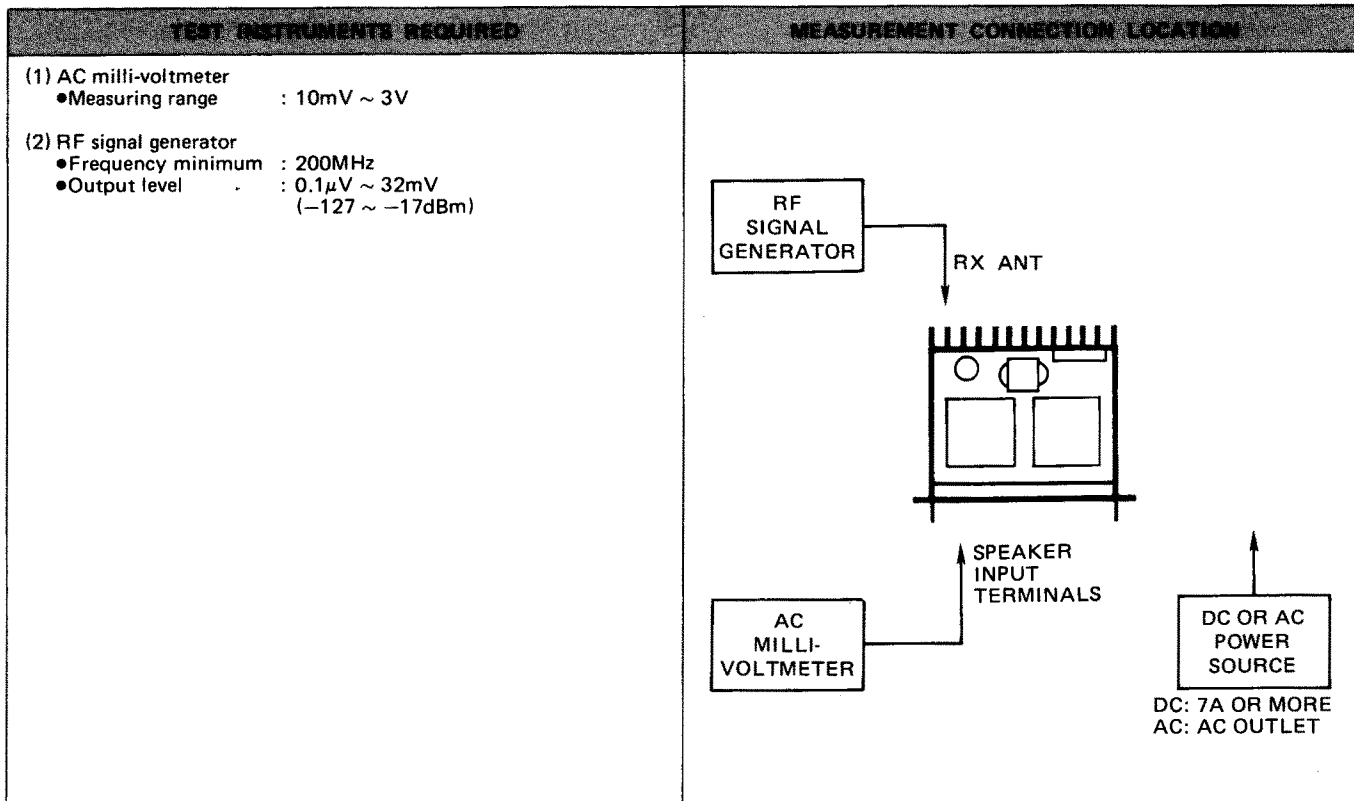 TEST INSTRUMENTS REQUIRED
MEASUREMENT CONNECTION LOCATION
(1) AC milli-voltmeter
●Measuring range : 10mV ~ 3V
(2) RF signal generator
●Frequency minimum : 200MHz
●Output level : 0.1μV ~ 32mV
(−127 ~ −17dBm)
RF
SIGNAL
GENERATOR
RX ANT
SPEAKER
INPUT
TERMINALS
AC
MILLI-
VOLTMETER
DC OR AC
POWER
SOURCE
DC: 7A OR MORE
AC: AC OUTLET